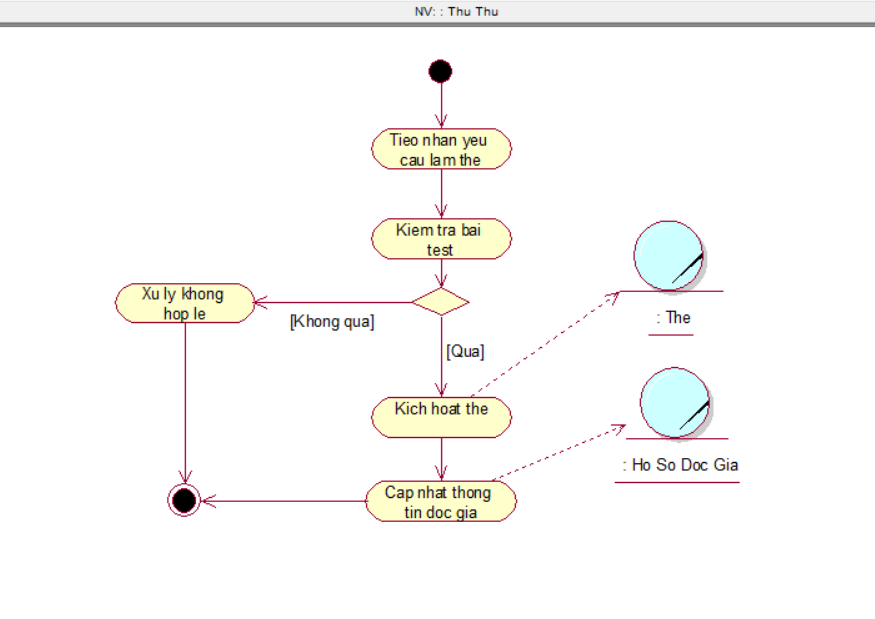 NV: : Thu Thu
Tieo nhan yeu
cau lam the
Kiem tra bai
test
Xu ly khong
hop le
[Khong qua]
[Qua]
: The
Kich hoat the
: Ho So Doc Gia
Cap nhat thong
tin doc gia